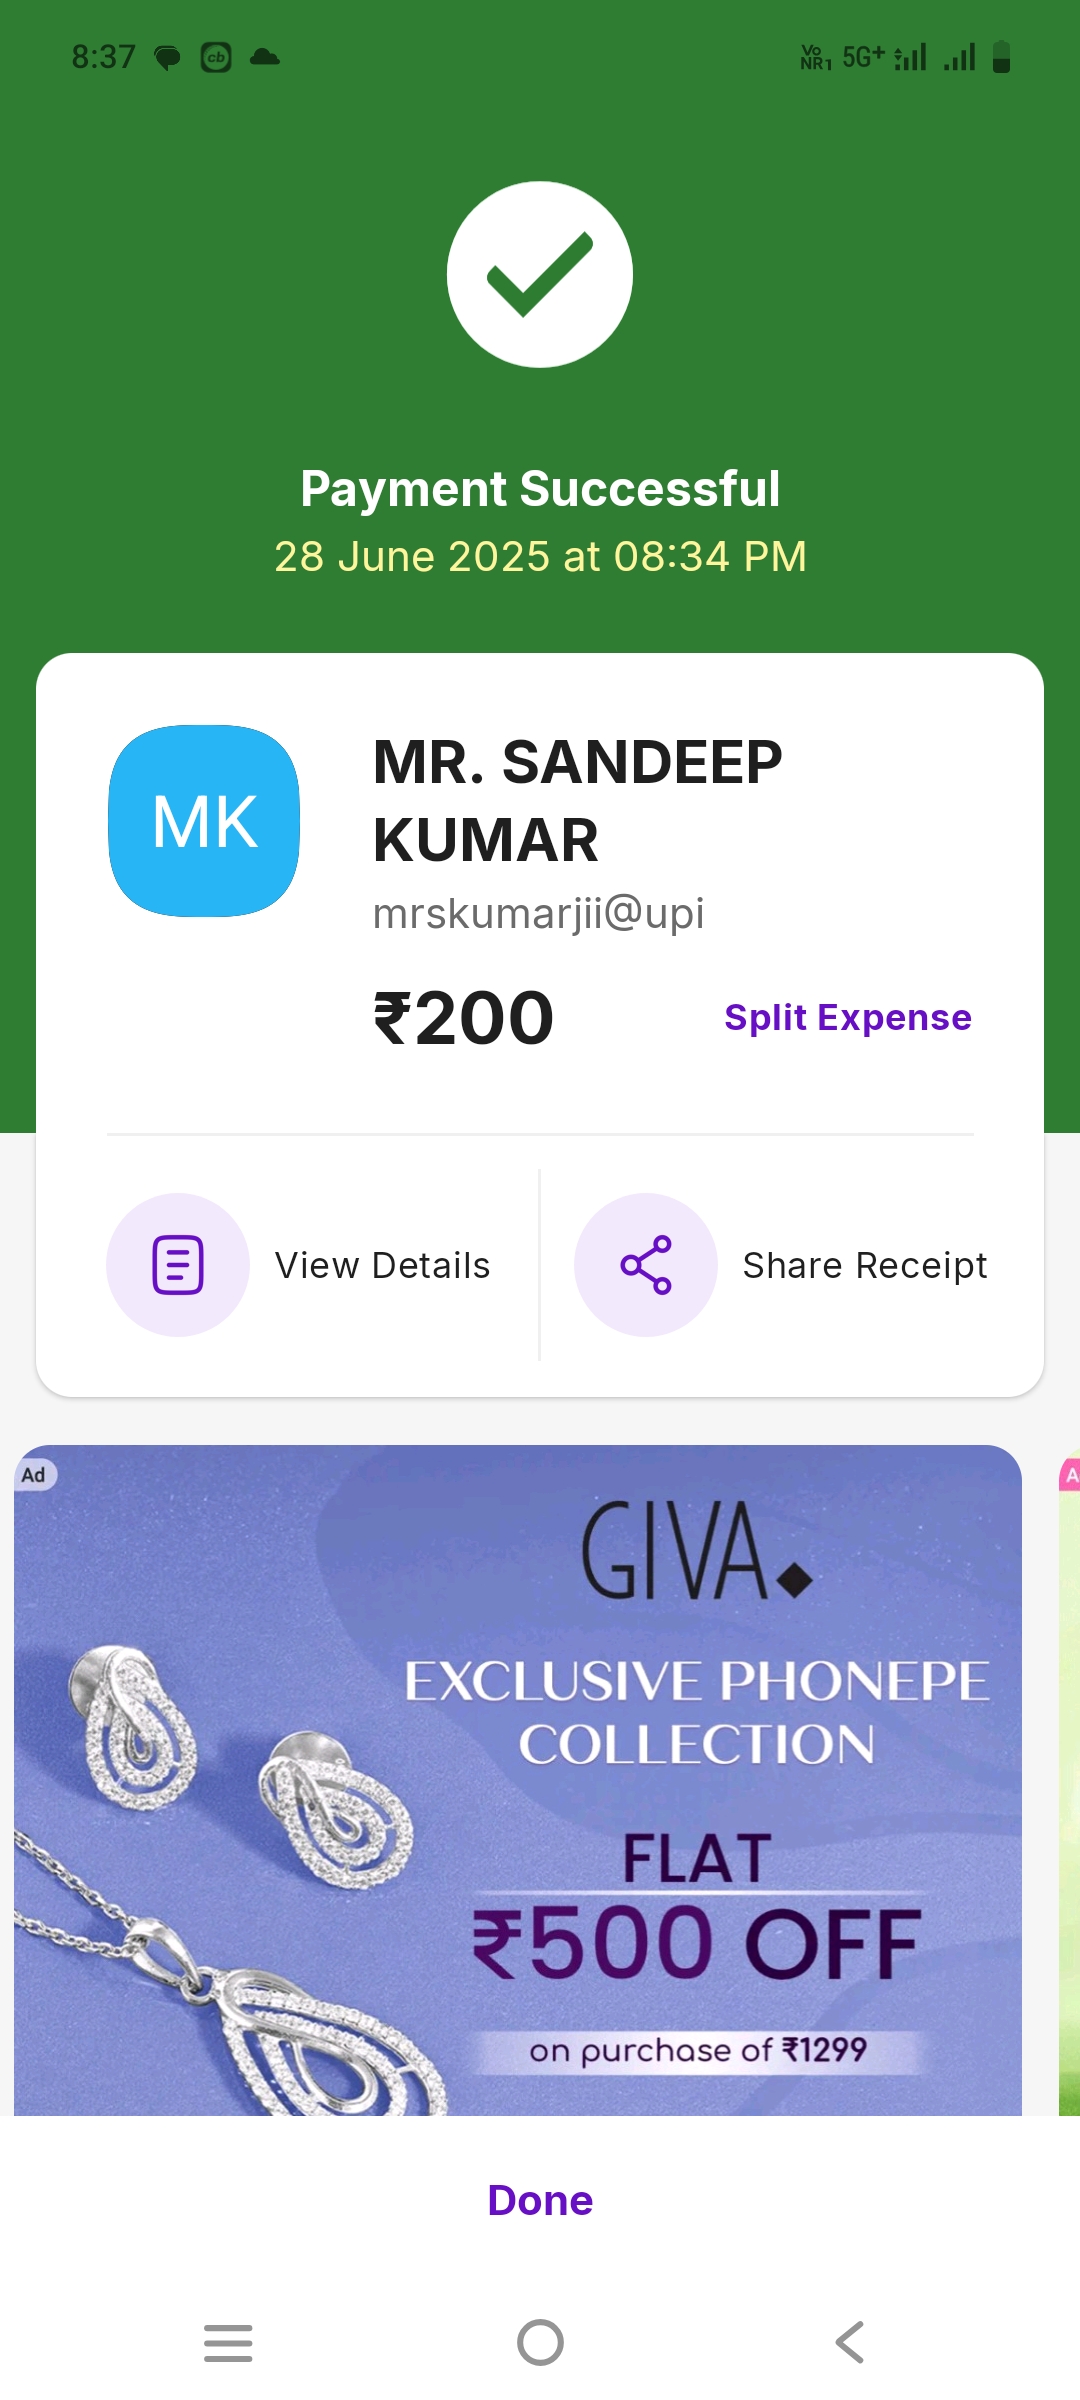 8:37
cb
Vo
NR1
5G+
Payment Successful
28 June 2025 at 08:34 PM
MK
MR. SANDEEP
KUMAR
mrskumarjii@upi
₹200
Split Expense
View Details
Share Receipt
Ad
GIVA
EXCLUSIVE PHONEPE
COLLECTION
FLAT
₹500 OFF
on purchase of ₹1299
Done